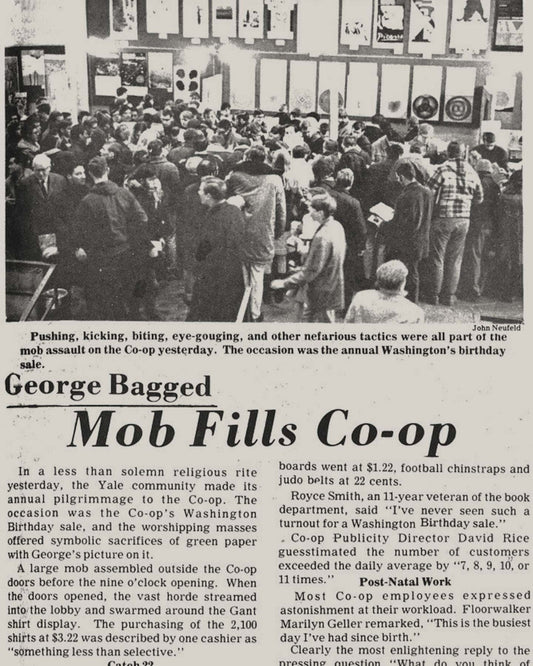 John Neufeld
Pushing, kicking, biting, eye-gouging, and other nefarious tactics were all part of the
mob assault on the Co-op yesterday. The occasion was the annual Washington's birthday
sale.
George Bagged
Mob Fills Co-op
In a less than solemn religious rite
yesterday, the Yale community made its
annual pilgrimmage to the Co-op. The
occasion was the Co-op's Washington
Birthday sale, and the worshipping masses
offered symbolic sacrifices of green paper
with George's picture on it.
A large mob assembled outside the Co-op
doors before the nine o'clock opening. When
the doors opened, the vast horde streamed
into the lobby and swarmed around the Gant
shirt display. The purchasing of the 2,100
shirts at $3.22 was described by one cashier as
"something less than selective."
Catch 22
boards went at $1.22, football chinstraps and
judo belts at 22 cents.
Royce Smith, an 11-year veteran of the book
department, said "I've never seen such a
turnout for a Washington Birthday sale."
Co-op Publicity Director David Rice
guesstimated the number of customers
exceeded the daily average by "7, 8, 9, 10, or
11 times."
Post-Natal Work
Most Co-op employees expressed
astonishment at their workload. Floorwalker
Marilyn Geller remarked, "This is the busiest
day I've had since birth."
Clearly the most enlightening reply to the
pressing question "What do you think of